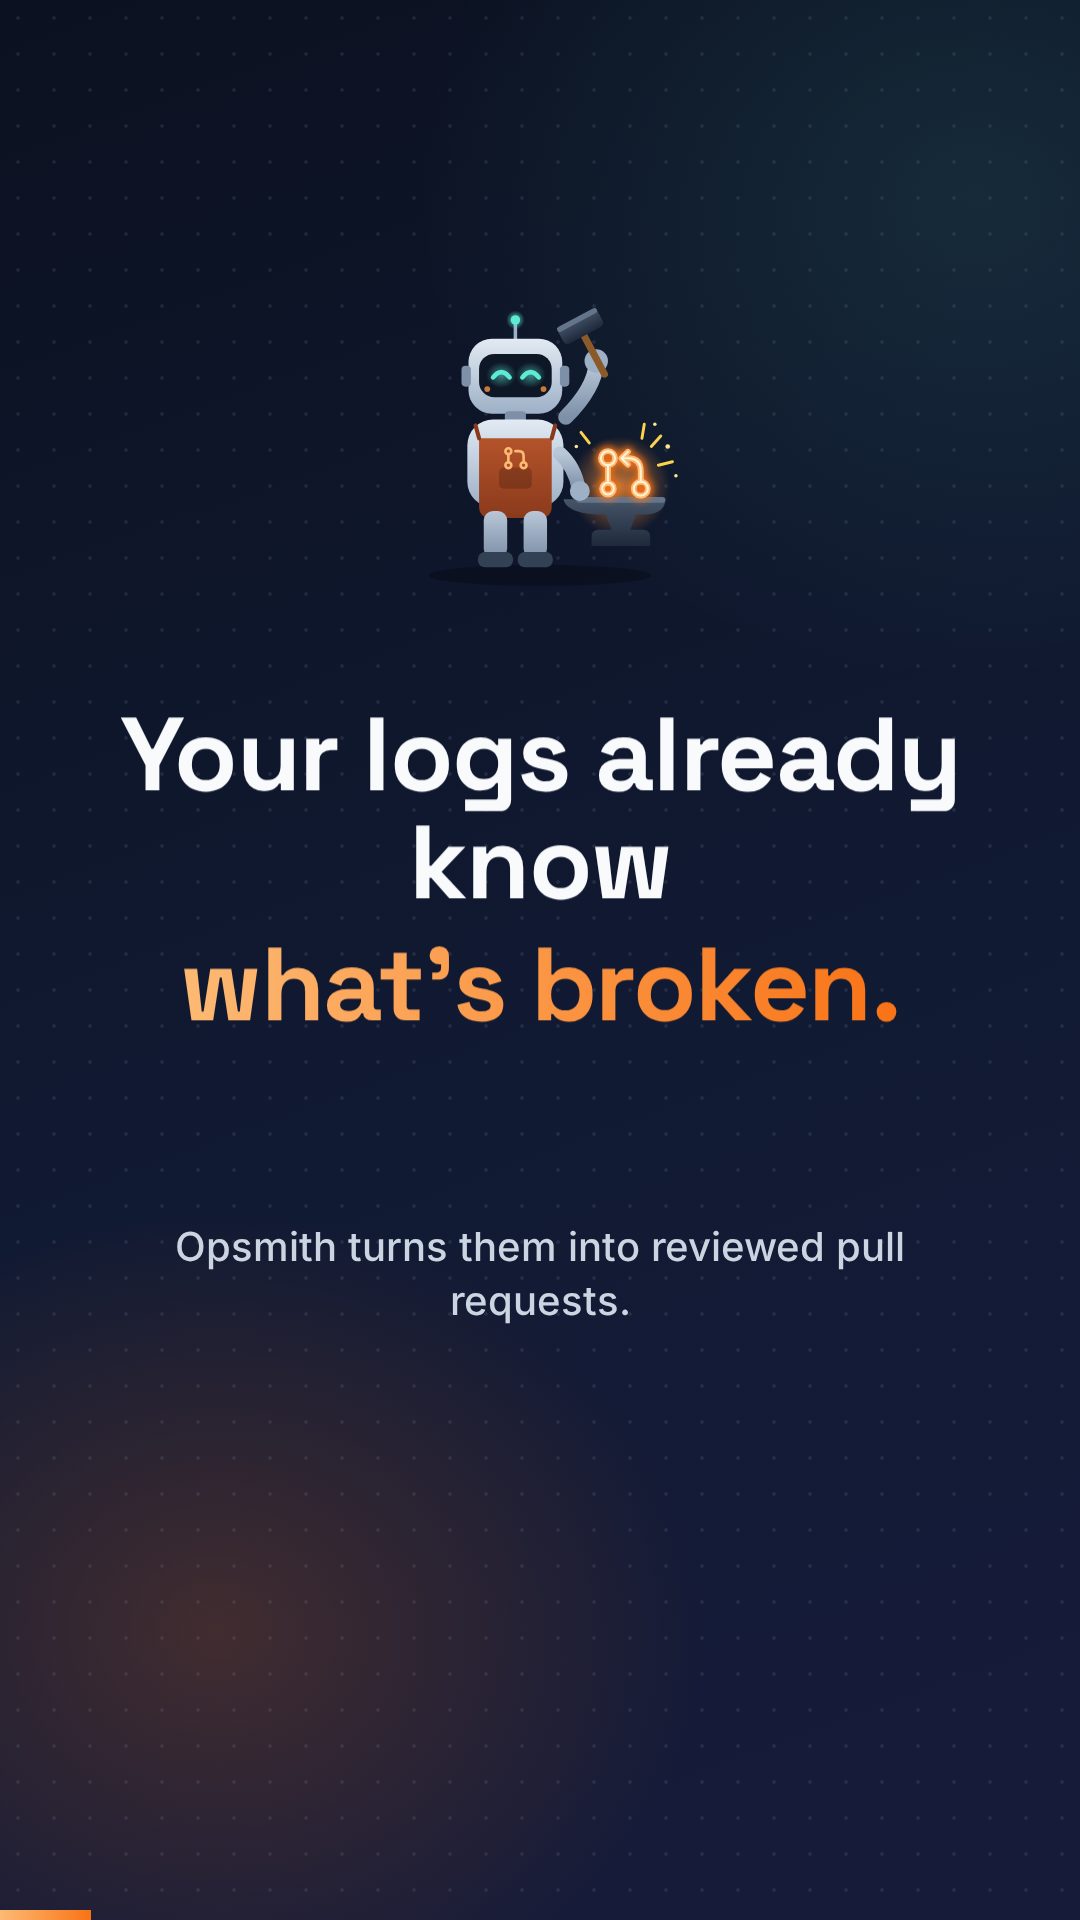 Your logs already
know
what’s broken.
Opsmith turns them into reviewed pull
requests.